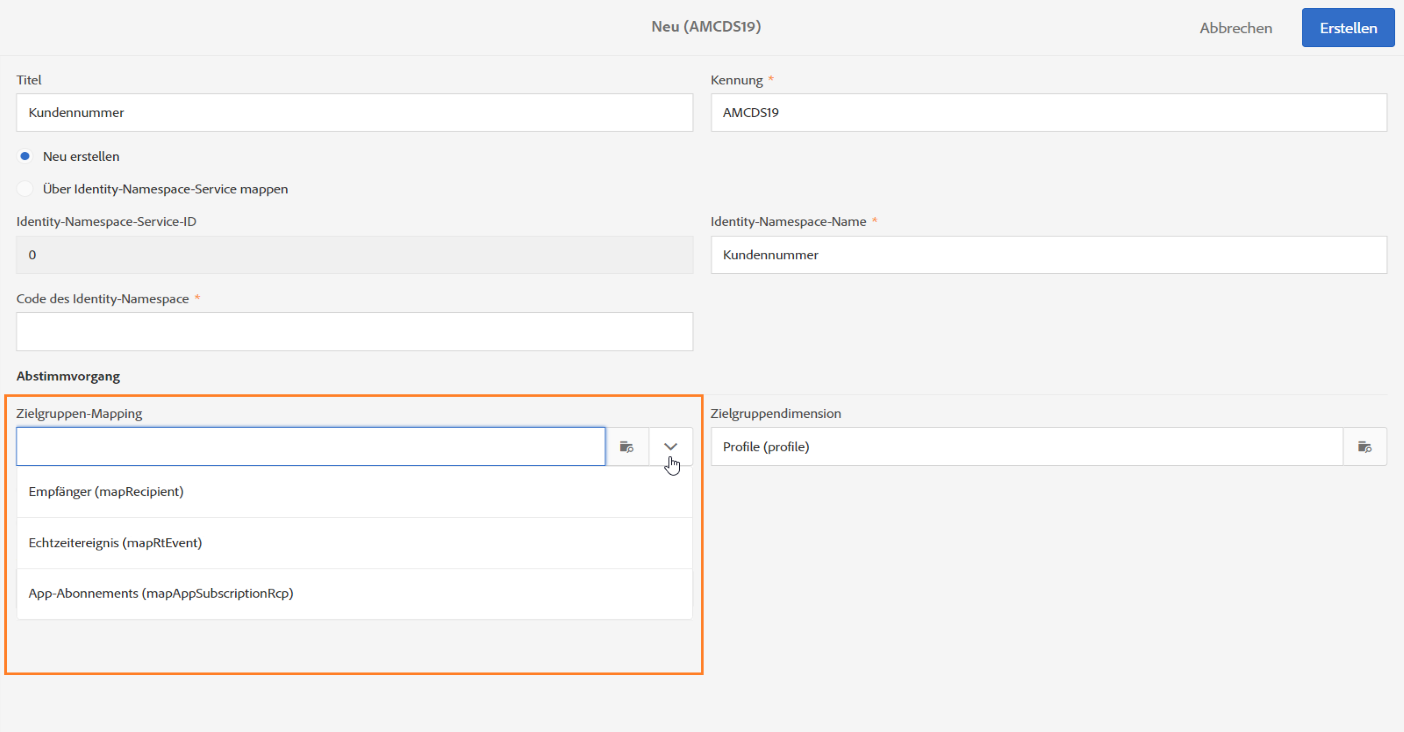 Neu (AMCDS19)
Abbrechen
Erstellen
Titel
Kennung *
Kundennummer
AMCDS19
Neu erstellen
Über Identity-Namespace-Service mappen
Identity-Namespace-Service-ID
Identity-Namespace-Name *
0
Kundennummer
Code des Identity-Namespace *
Abstimmvorgang
Zielgruppen-Mapping
Zielgruppendimension
Profile (profile)
Empfänger (mapRecipient)
Echtzeitereignis (mapRtEvent)
App-Abonnements (mapAppSubscriptionRcp)